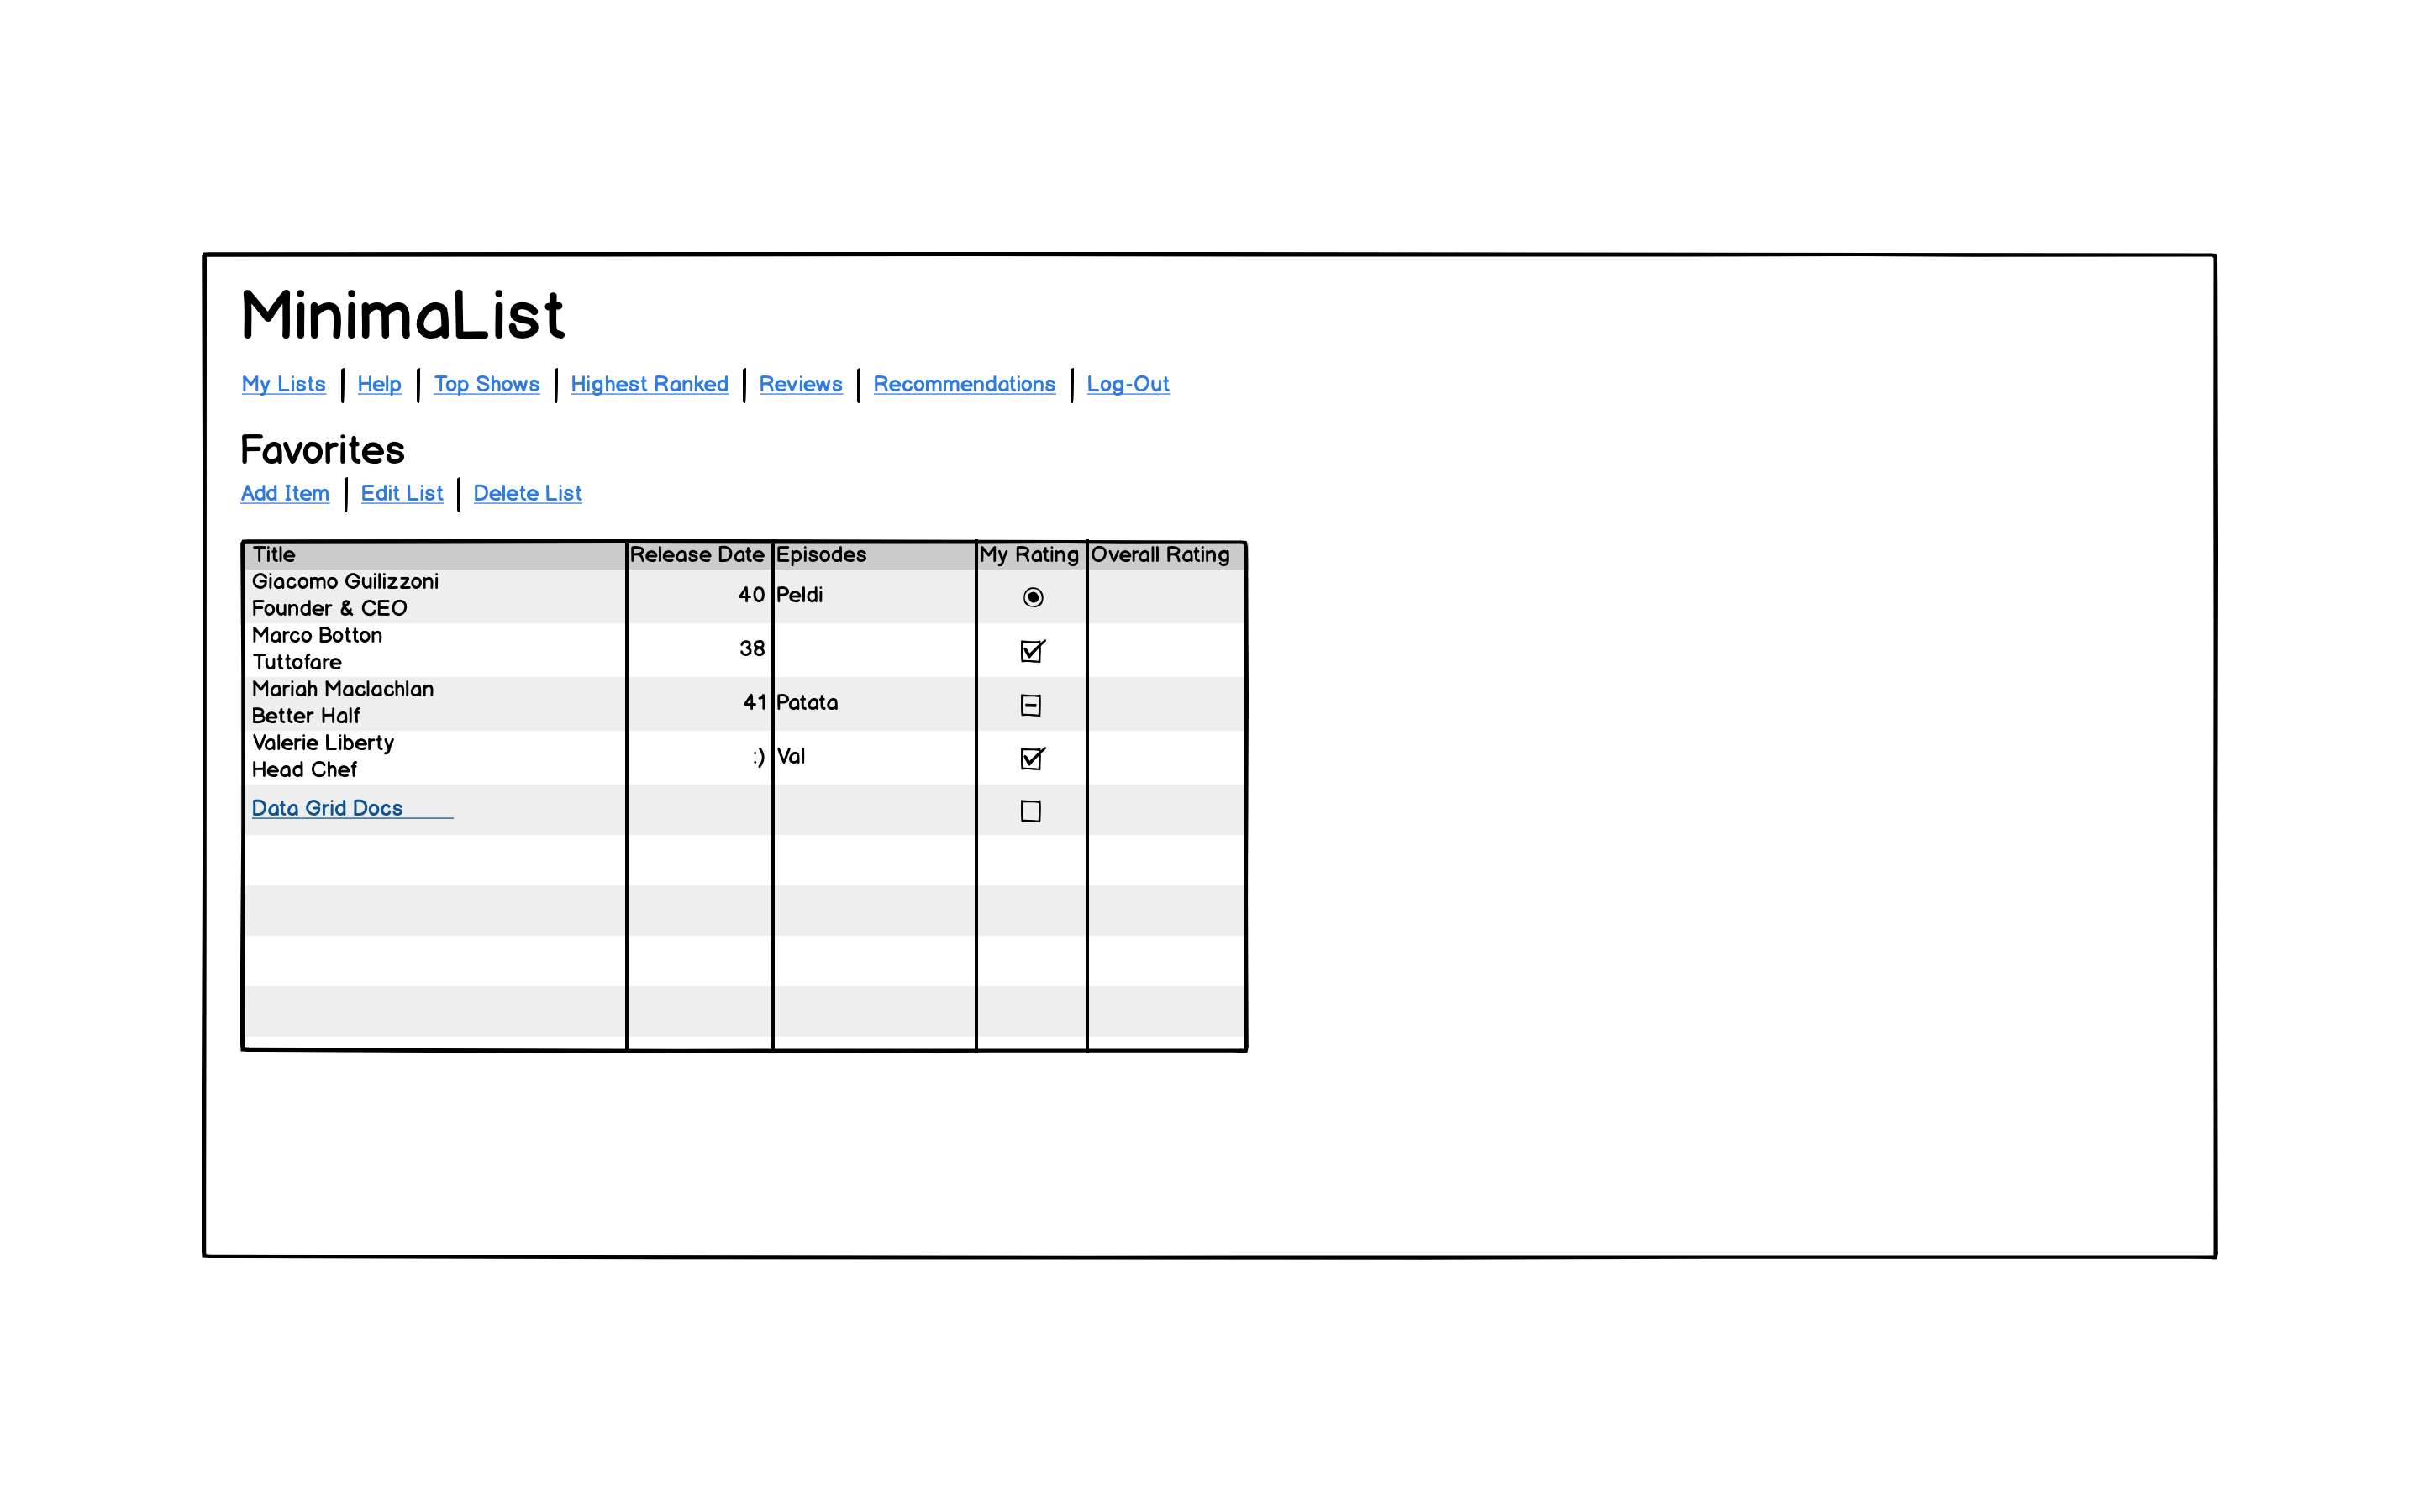 MinimaList
My Lists | Help | Top Shows | Highest Ranked | Reviews | Recommendations | Log-Out
Favorites
Add Item | Edit List | Delete List
Title Release Date Episodes My Rating Overall Rating
Giacomo Guilizzoni
Founder & CEO
40 Peldi
Marco Botton
Tuttofare
38
Mariah Maclachlan
Better Half
41 Patata
Valerie Liberty
Head Chef
:) Val
Data Grid Docs